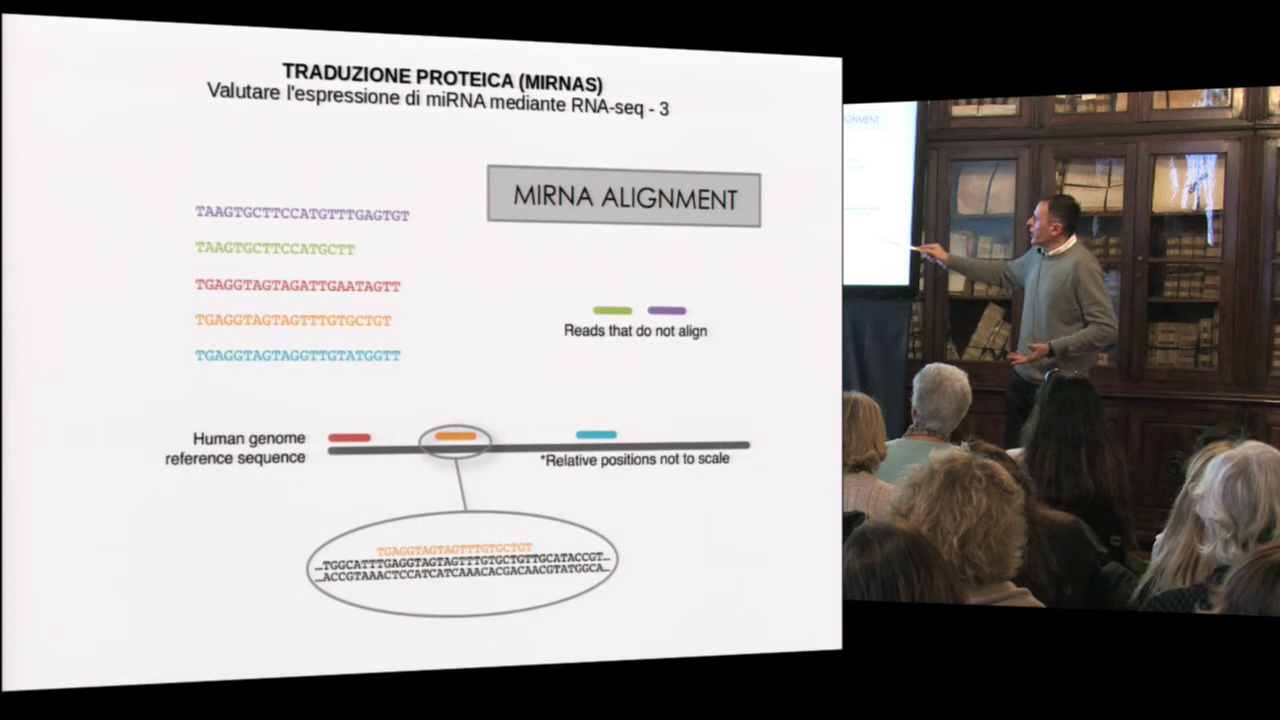 TRADUZIONE PROTEICA (MIRNAS)
Valutare l'espressione di miRNA mediante RNA-seq - 3
MIRNA ALIGNMENT
TAAGTGCTTCCATGTTTGAGTGT
TAAGTGCTTCCATGCTT
TGAGGTAGTAGATTGAATAGTT
TGAGGTAGTAGTTTGTGCTGT
TGAGGTAGTAGGTTGTATGGTT
Reads that do not align
Human genome
reference sequence
*Relative positions not to scale
TGAGGTAGTAGTTTGTGCTGT
…TGGCATTTGAGGTAGTAGTTTGTGCTGTTGCATACCGT…
…ACCGTAAACTCCATCATCAAACACGACAACGTATGGCA…
IGNMENT